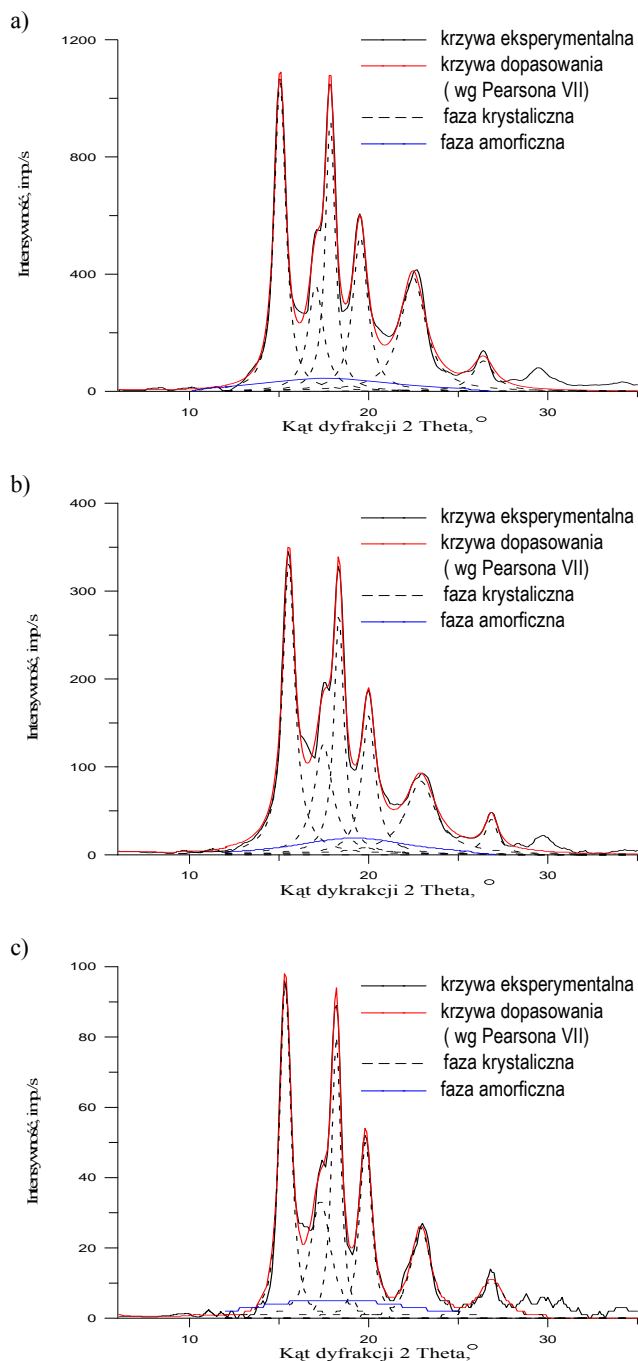 a)
1200
800
400
0
Intensywność, imp/s
krzywa eksperymentalna
krzywa dopasowania
( wg Pearsona VII)
faza krystaliczna
faza amorficzna
10
20
30
Kąt dyfrakcji 2 Theta, O
b)
400
300
200
100
0
Intensywność, imp/s
krzywa eksperymentalna
krzywa dopasowania
( wg Pearsona VII)
faza krystaliczna
faza amorficzna
10
20
30
Kąt dykrakcji 2 Theta, O
c)
100
80
60
40
20
0
Intensywność, imp/s
krzywa eksperymentalna
krzywa dopasowania
( wg Pearsona VII)
faza krystaliczna
faza amorficzna
10
20
30
Kąt dyfrakcji 2 Theta, O